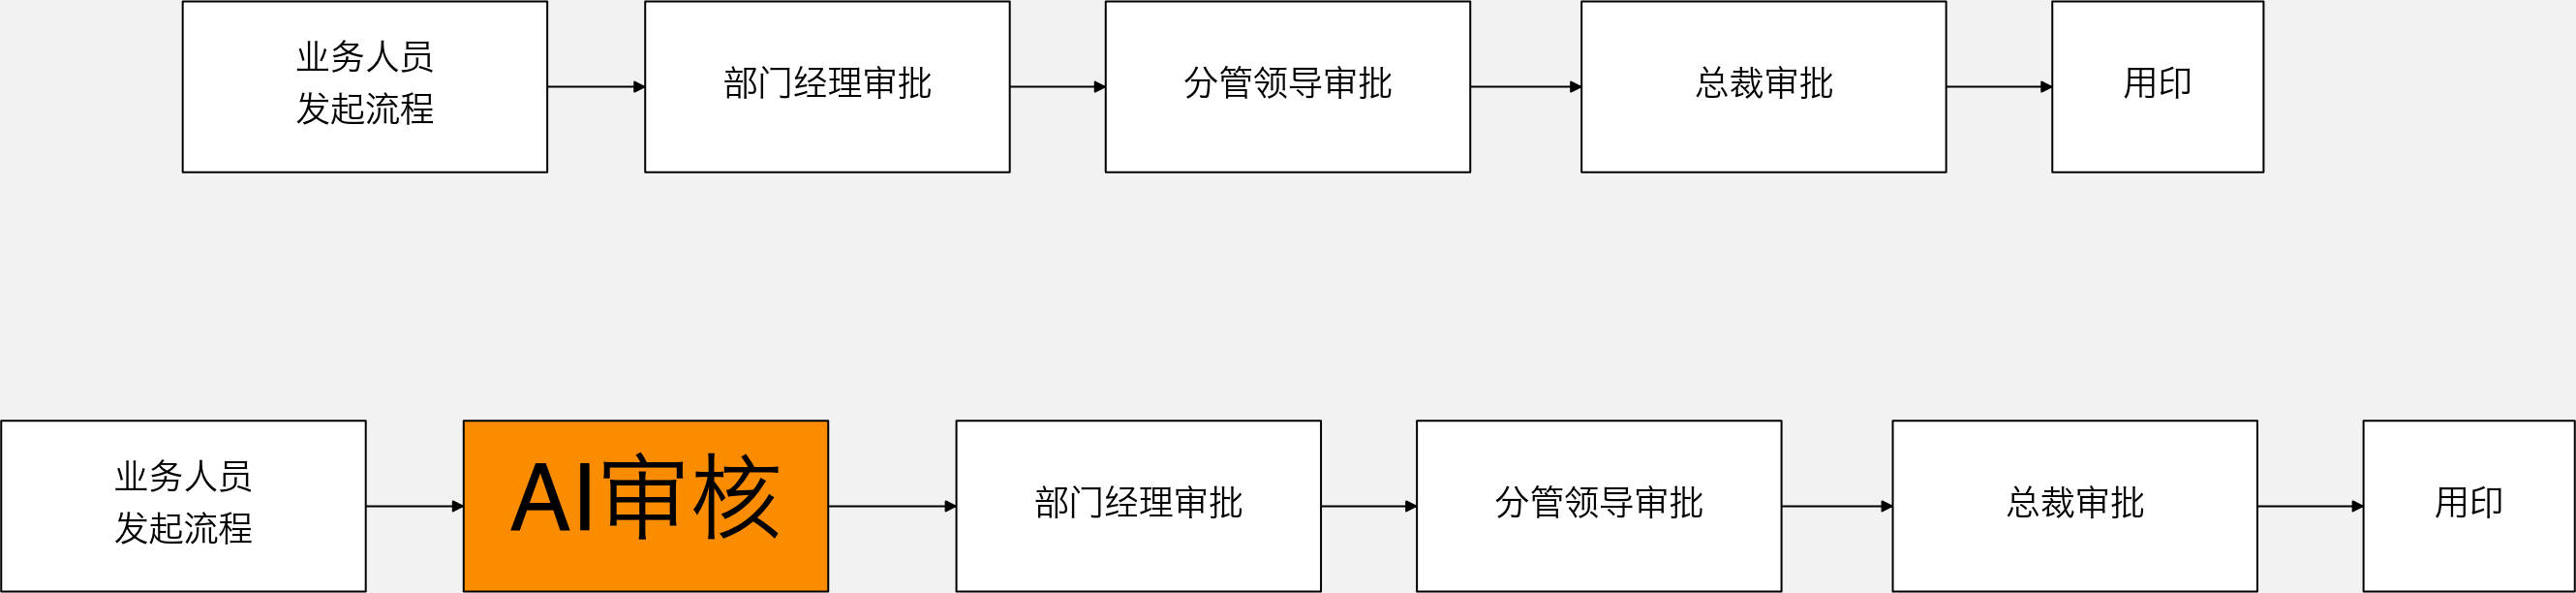 业务人员
发起流程
部门经理审批
分管领导审批
总裁审批
用印
业务人员
发起流程
AI审核
部门经理审批
分管领导审批
总裁审批
用印